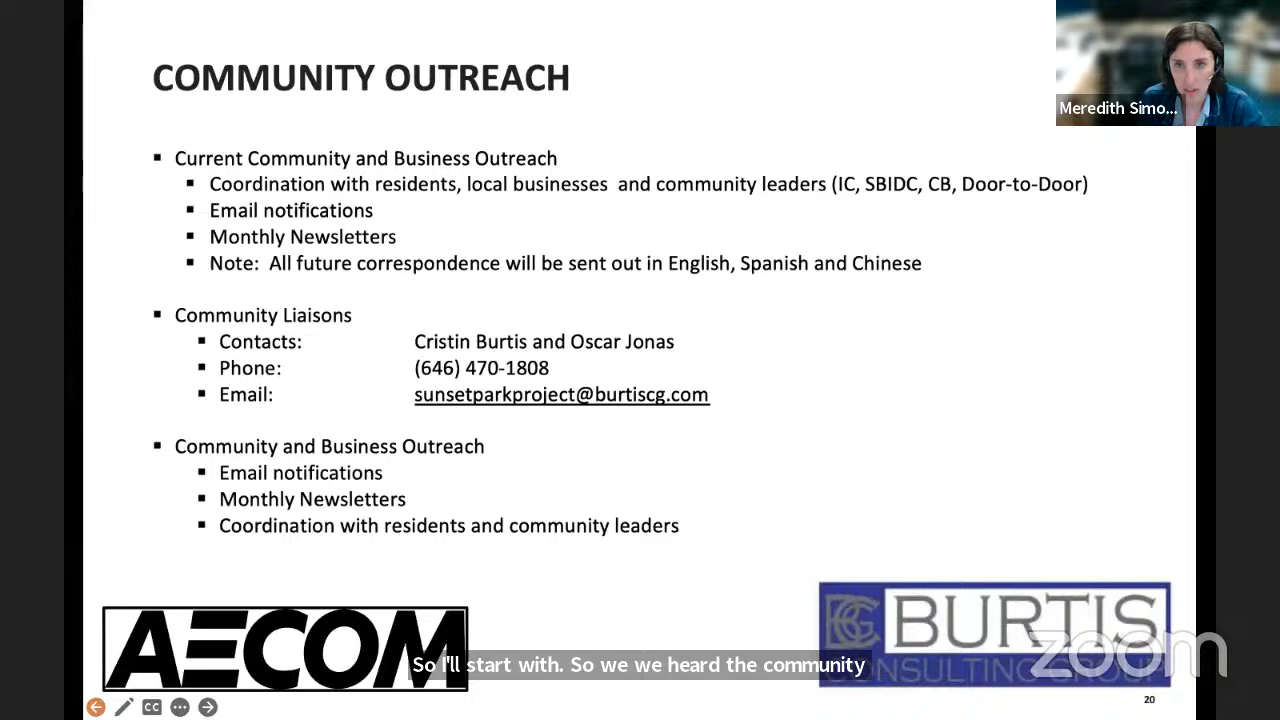 COMMUNITY OUTREACH
Meredith Simo...
▪ Current Community and Business Outreach
▪ Coordination with residents, local businesses and community leaders (IC, SBIDC, CB, Door-to-Door)
▪ Email notifications
▪ Monthly Newsletters
▪ Note: All future correspondence will be sent out in English, Spanish and Chinese
▪ Community Liaisons
▪ Contacts: Cristin Burtis and Oscar Jonas
▪ Phone: (646) 470-1808
▪ Email: sunsetparkproject@burtiscg.com
▪ Community and Business Outreach
▪ Email notifications
▪ Monthly Newsletters
▪ Coordination with residents and community leaders
AECOM
BCG BURTIS
CONSULTING GROUP
zoom
So I'll start with. So we we heard the community
20
CC